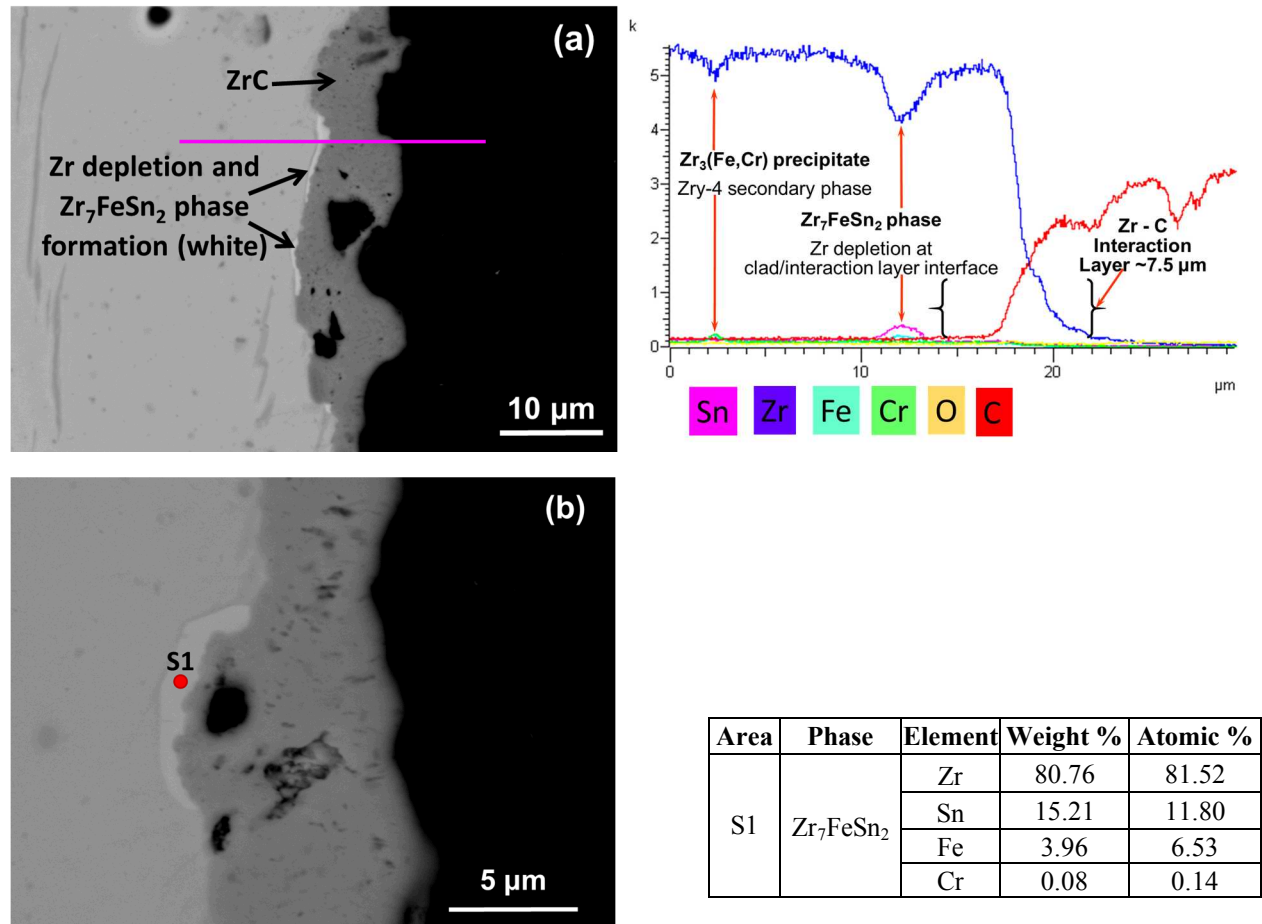 (a)
ZrC
Zr depletion and
Zr₇FeSn₂ phase
formation (white)
10 µm
k
5
4
3
2
1
0
Zr₃(Fe,Cr) precipitate
Zry-4 secondary phase
Zr₇FeSn₂ phase
Zr depletion at
clad/interaction layer interface
Zr - C
Interaction
Layer ~7.5 µm
0 10 20 µm
Sn Zr Fe Cr O C
(b)
S1
5 µm
Area Phase Element Weight % Atomic %
S1 Zr₇FeSn₂ Zr 80.76 81.52
Sn 15.21 11.80
Fe 3.96 6.53
Cr 0.08 0.14